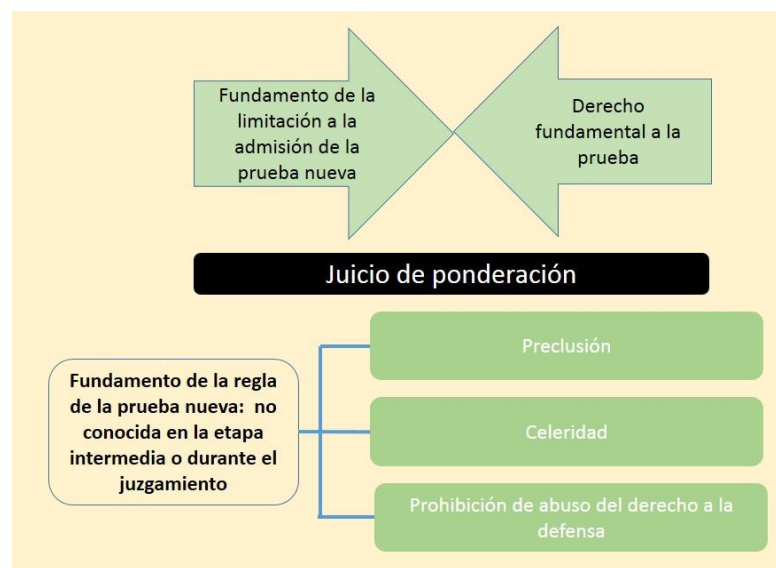 Fundamento de la
limitación a la
admisión de la
prueba nueva
Derecho
fundamental a la
prueba
Juicio de ponderación
Fundamento de la regla
de la prueba nueva: no
conocida en la etapa
intermedia o durante el
juzgamiento
Preclusión
Celeridad
Prohibición de abuso del derecho a la
defensa